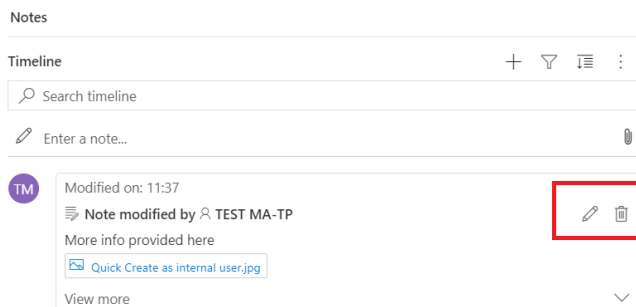 Notes
Timeline
Search timeline
Enter a note...
TM
Modified on: 11:37
Note modified by TEST MA-TP
More info provided here
Quick Create as internal user.jpg
View more